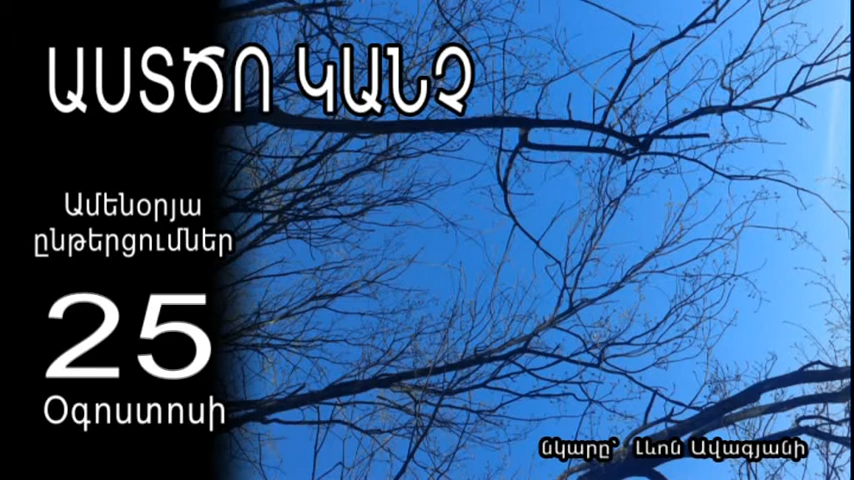 ԱՍՏԾՈ ԿԱՆՉ
Ամենօրյա
ընթերցումներ
25
Օգոստոսի
նկարը՝ Լևոն Ավագյանի